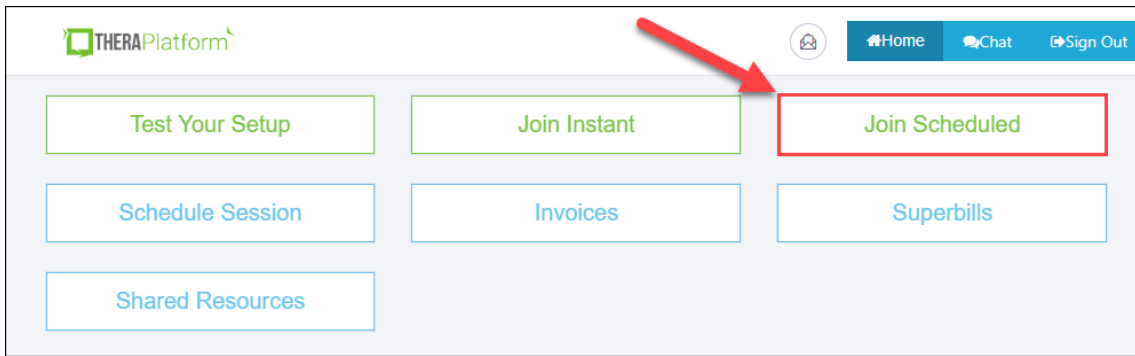 THERAPlatform
Home Chat Sign Out
Test Your Setup Join Instant Join Scheduled
Schedule Session Invoices Superbills
Shared Resources